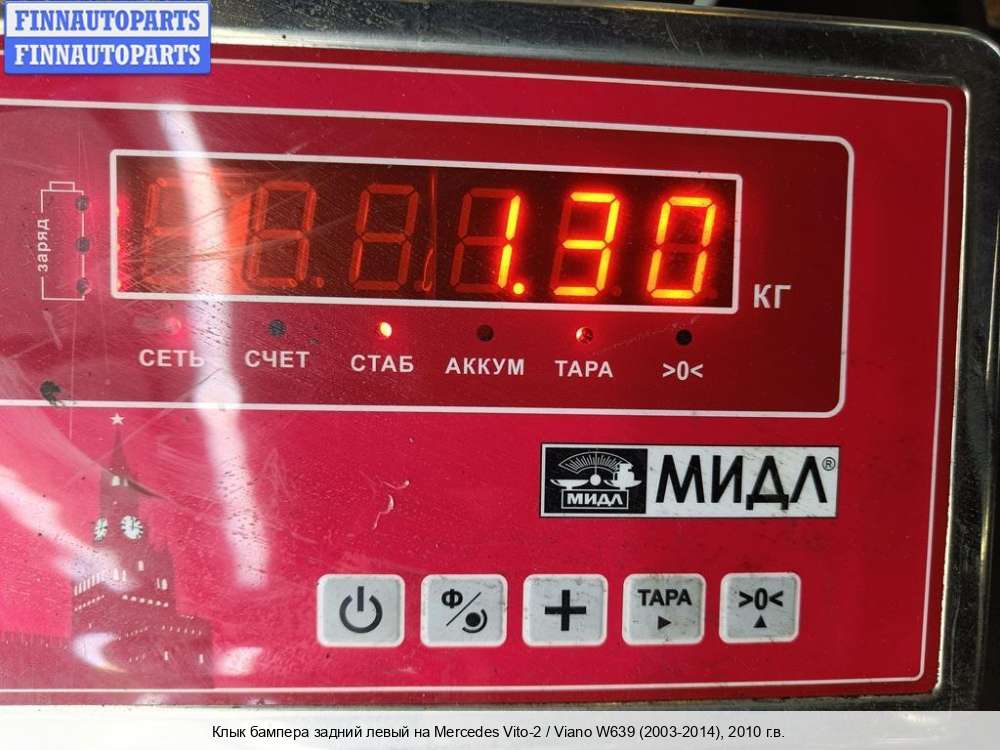 FINNAUTOPARTS
FINNAUTOPARTS
заряд
1.30
КГ
СЕТЬ СЧЕТ СТАБ АККУМ ТАРА >0<
МИДЛ МИДЛ®
Ф ТАРА >0<
Клык бампера задний левый на Mercedes Vito-2 / Viano W639 (2003-2014), 2010 г.в.